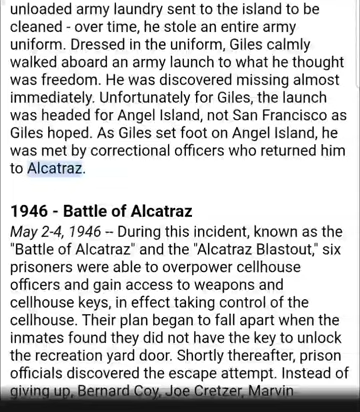 unloaded army laundry sent to the island to be
cleaned - over time, he stole an entire army
uniform. Dressed in the uniform, Giles calmly
walked aboard an army launch to what he thought
was freedom. He was discovered missing almost
immediately. Unfortunately for Giles, the launch
was headed for Angel Island, not San Francisco as
Giles hoped. As Giles set foot on Angel Island, he
was met by correctional officers who returned him
to Alcatraz.
1946 - Battle of Alcatraz
May 2-4, 1946 -- During this incident, known as the
"Battle of Alcatraz" and the "Alcatraz Blastout," six
prisoners were able to overpower cellhouse
officers and gain access to weapons and
cellhouse keys, in effect taking control of the
cellhouse. Their plan began to fall apart when the
inmates found they did not have the key to unlock
the recreation yard door. Shortly thereafter, prison
officials discovered the escape attempt. Instead of
giving up, Bernard Coy, Joe Cretzer, Marvin